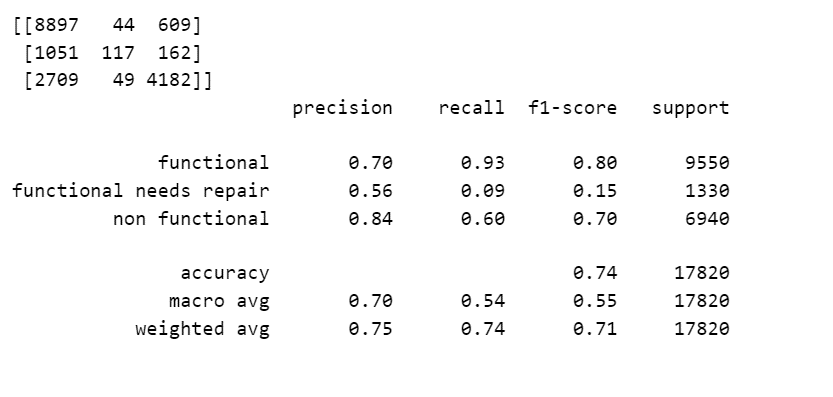 [[8897   44  609]
 [1051  117  162]
 [2709   49 4182]]
                         precision    recall  f1-score   support

             functional       0.70      0.93      0.80      9550
functional needs repair       0.56      0.09      0.15      1330
         non functional       0.84      0.60      0.70      6940

               accuracy                           0.74     17820
              macro avg       0.70      0.54      0.55     17820
           weighted avg       0.75      0.74      0.71     17820